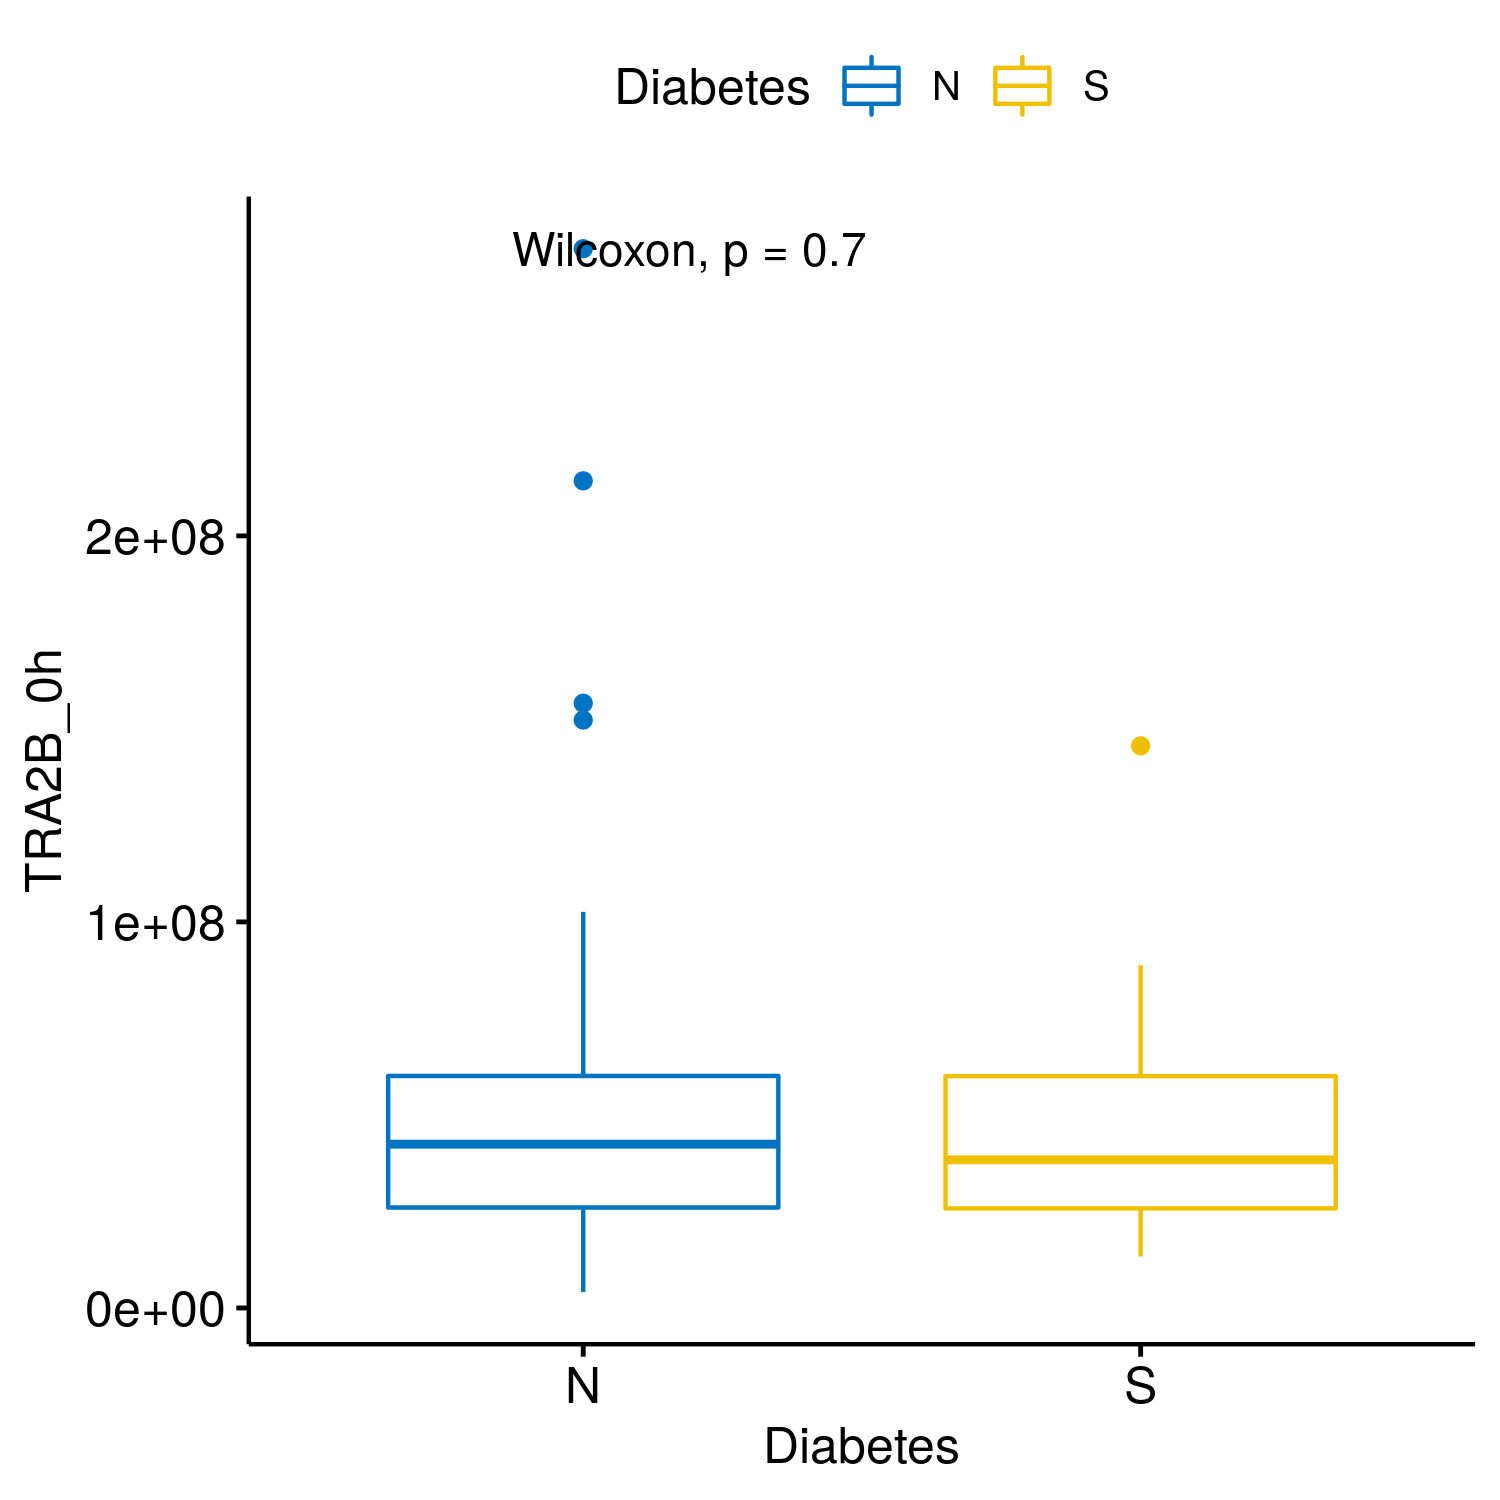 Diabetes N S
Wilcoxon, p = 0.7
2e+08
1e+08
0e+00
TRA2B_0h
N S
Diabetes